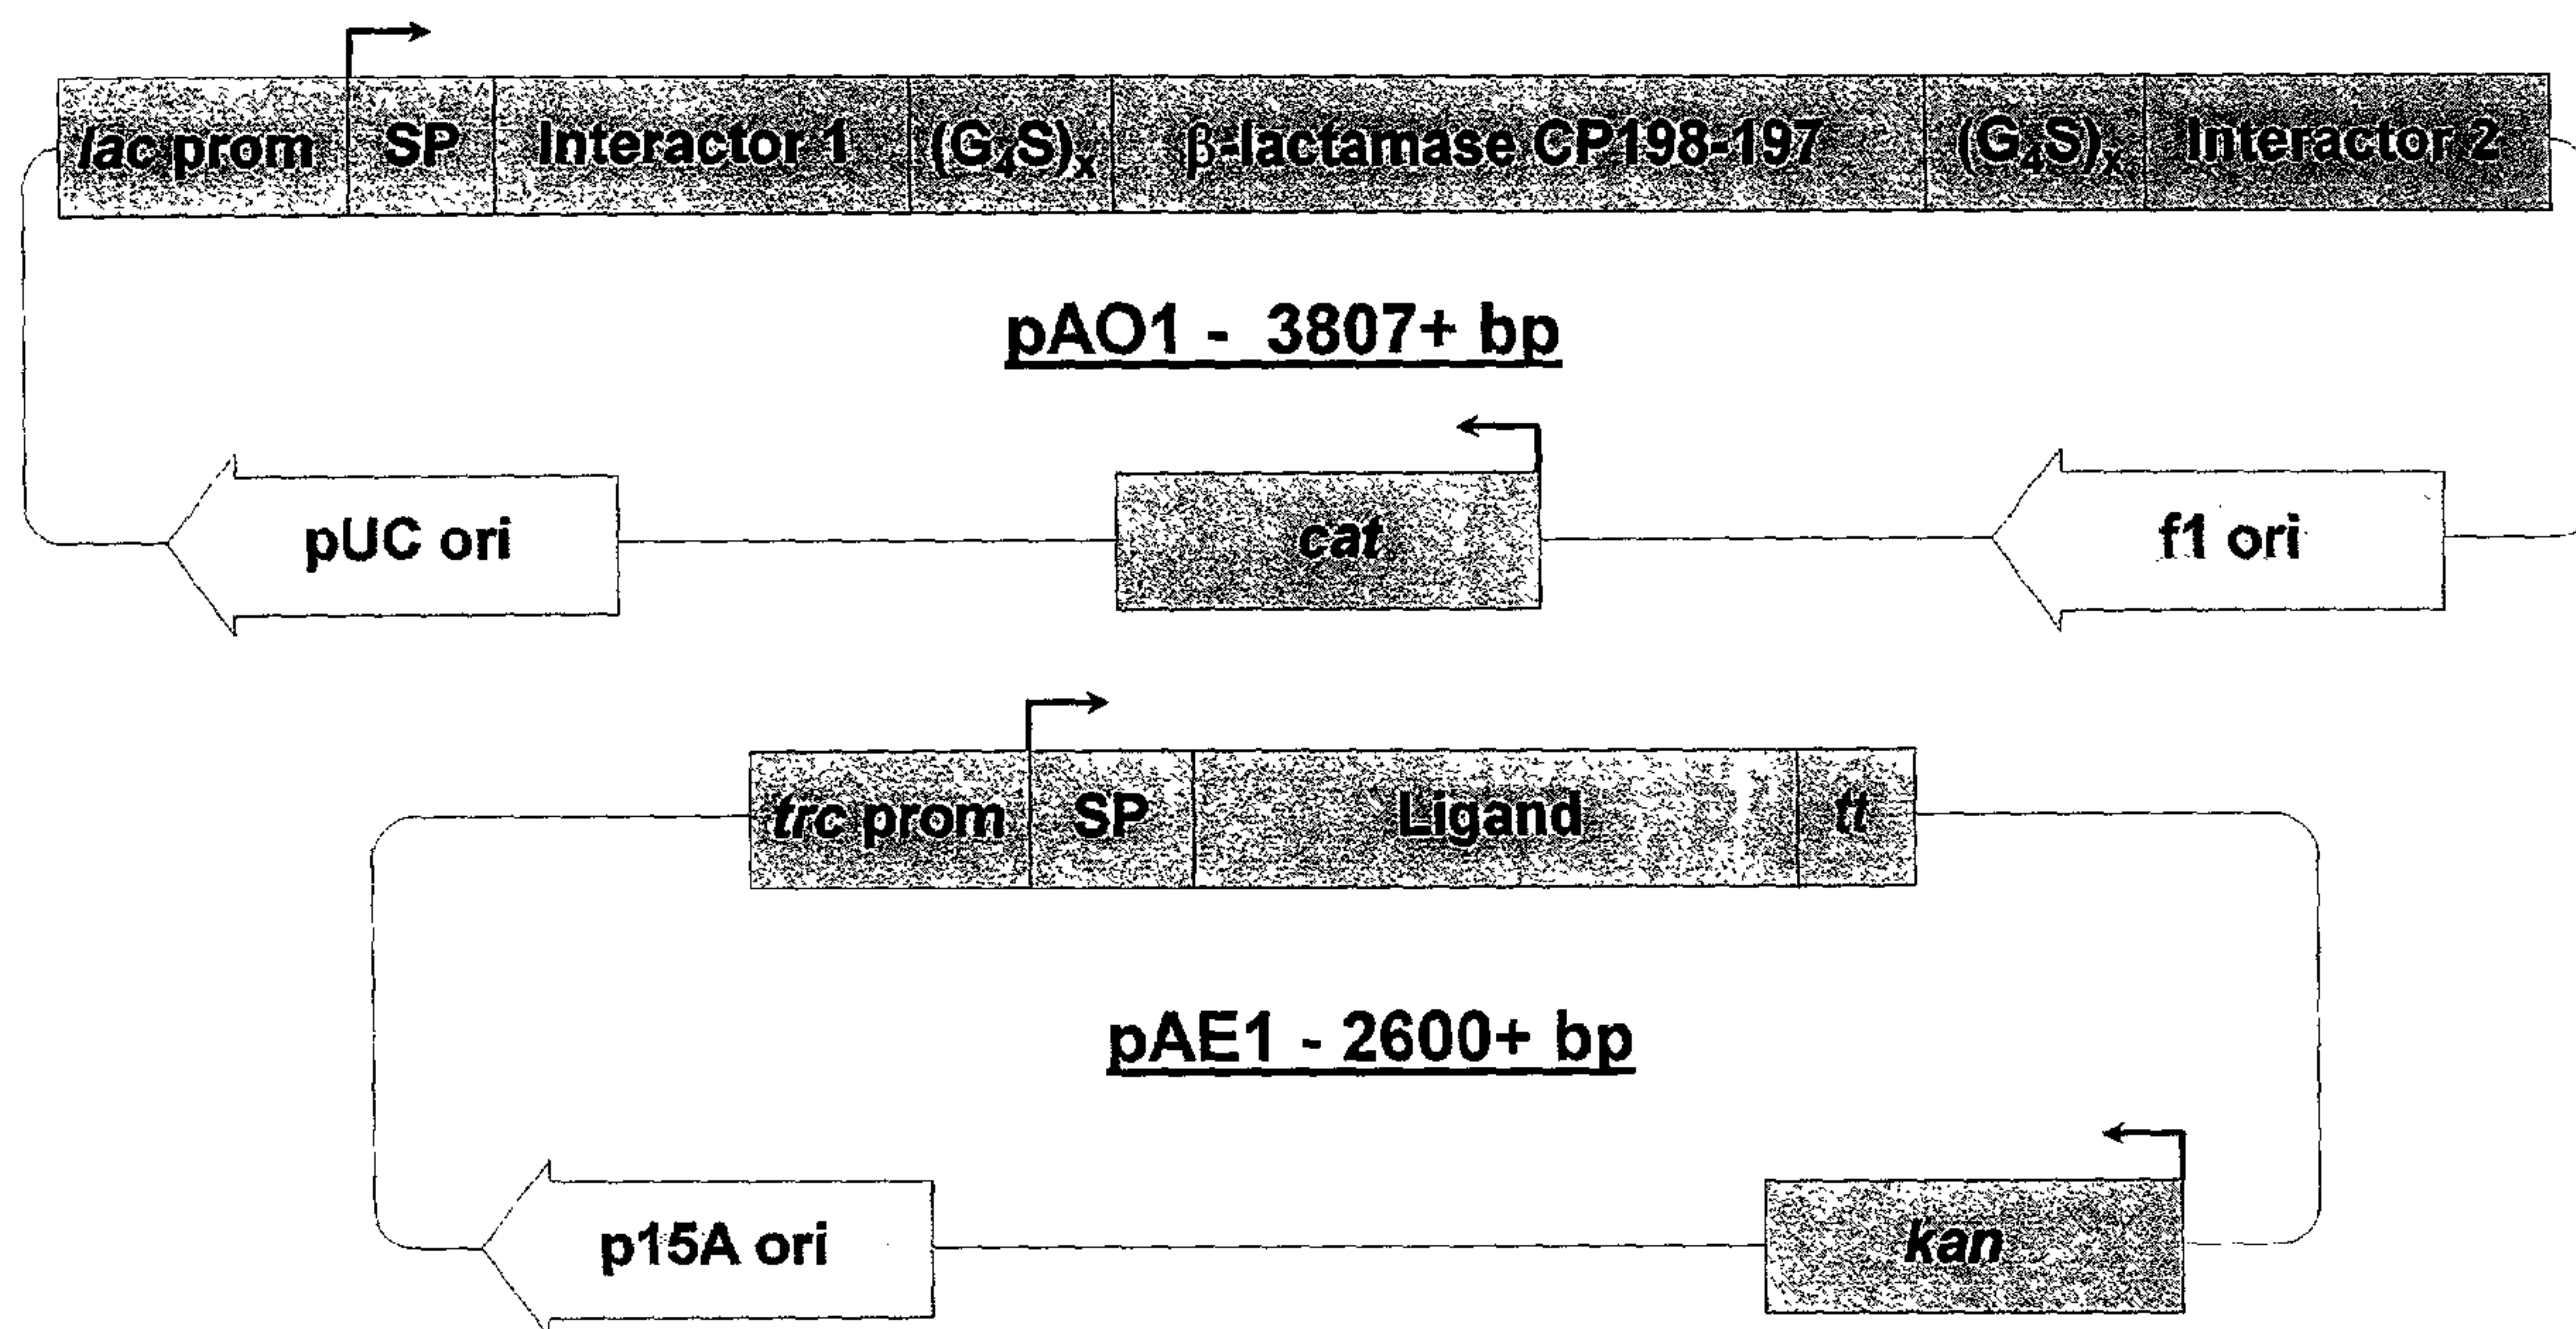 lac prom SP Interactor 1 (G₄S)ₓ β-lactamase CP198-197 (G₄S)ₓ Interactor 2
pAO1 - 3807+ bp
pUC ori cat f1 ori
trc prom SP Ligand tt
pAE1 - 2600+ bp
p15A ori kan